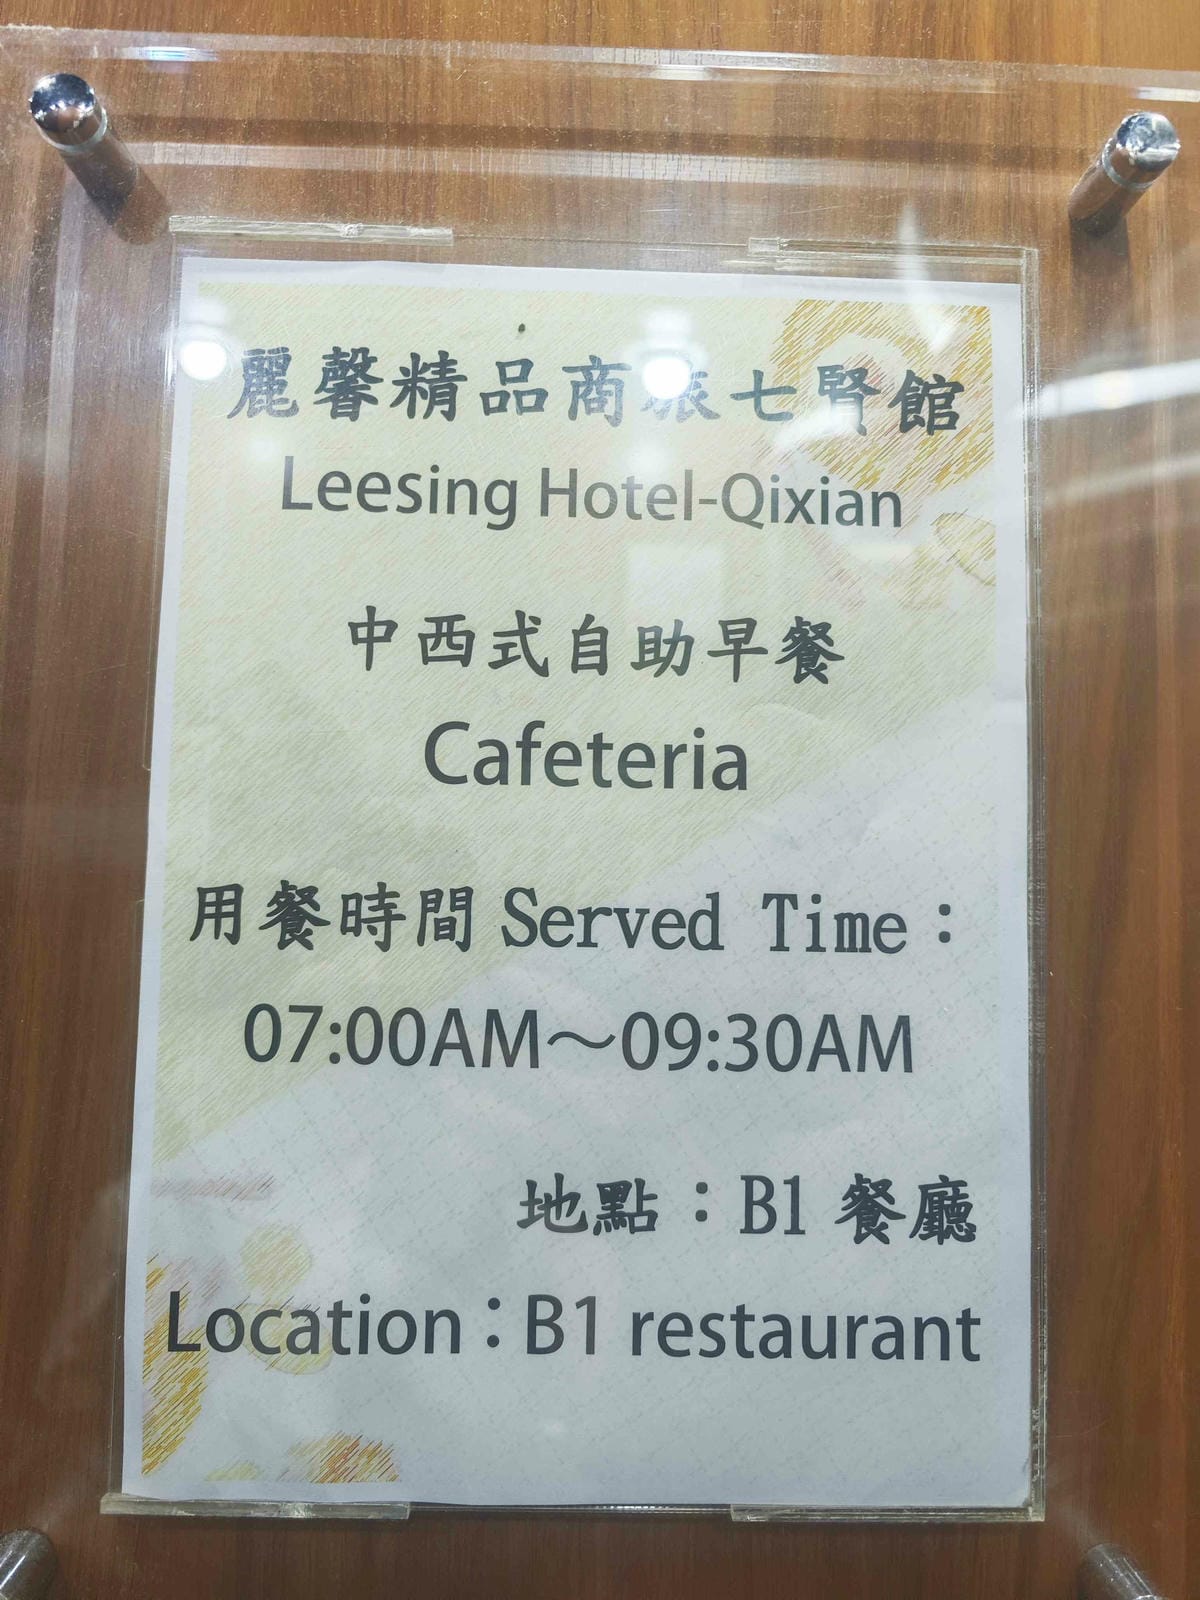 麗馨精品商旅七賢館
Leesing Hotel-Qixian
中西式自助早餐
Cafeteria
用餐時間 Served Time：
07:00AM～09:30AM
地點：B1 餐廳
Location：B1 restaurant